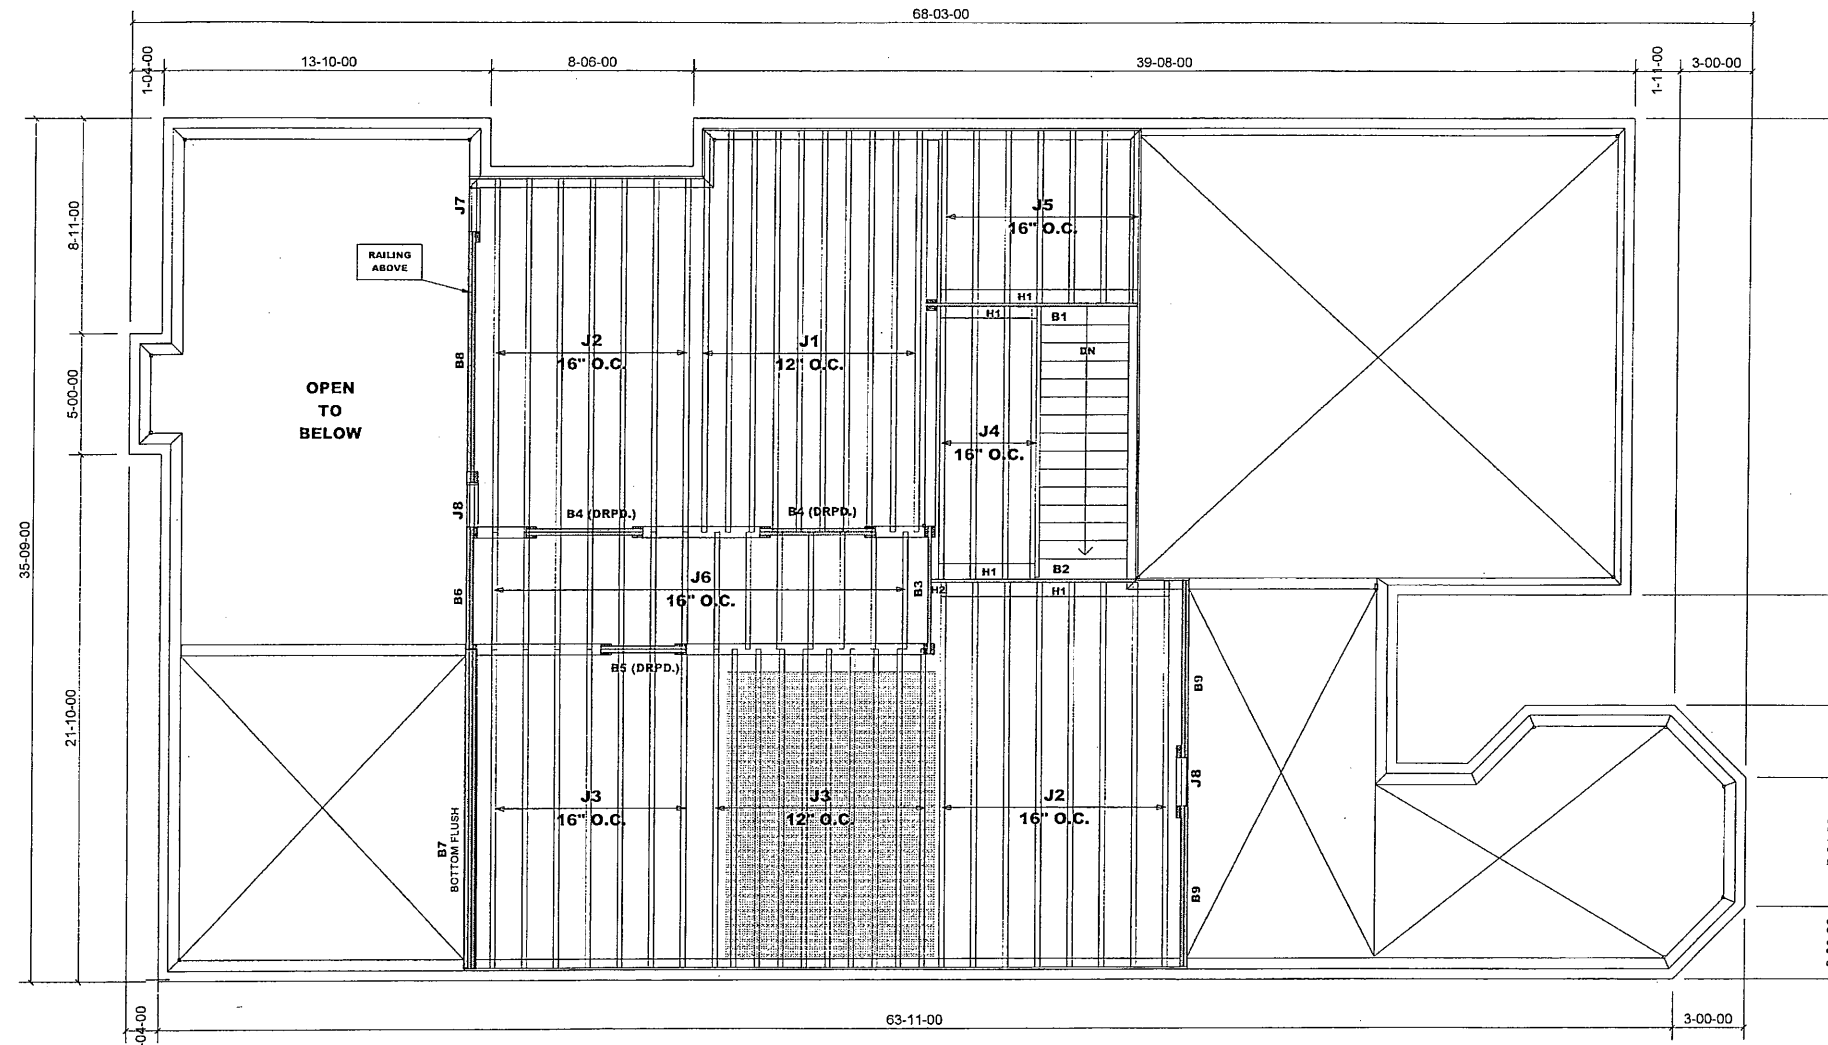 68-03-00
1-04-00
13-10-00
8-06-00
39-08-00
1-11-00
3-00-00
8-11-00
5-00-00
35-09-00
21-10-00
J7
RAILING
ABOVE
J5
16" O.C.
H1
H1
B1
DN
J2
16" O.C.
J1
12" O.C.
B8
OPEN
TO
BELOW
J4
16" O.C.
J8
B4 (DRPD.)
B4 (DRPD.)
H1
B2
J6
16" O.C.
B6
B3
H2
H1
B5 (DRPD.)
B9
J8
J3
16" O.C.
J3
12" O.C.
J2
16" O.C.
B7
BOTTOM FLUSH
B9
63-11-00
3-00-00